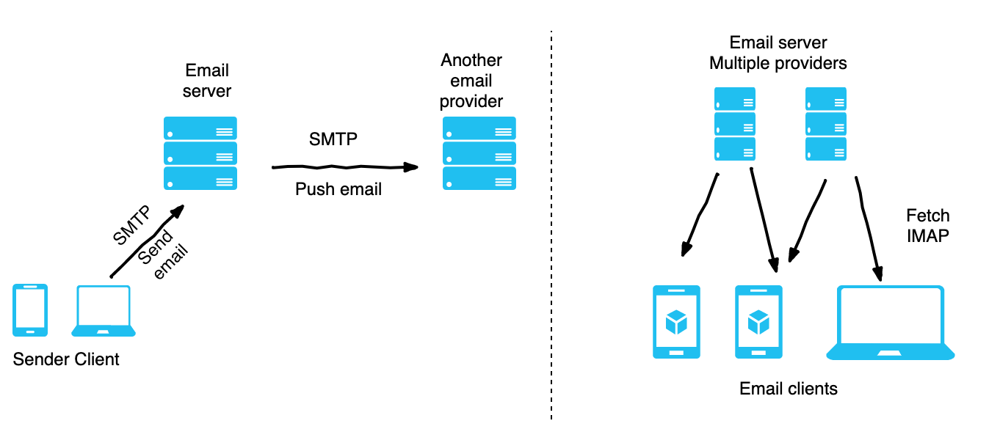 Email
server
Another
email
provider
SMTP
Push email
SMTP
Send
email
Sender Client
Email server
Multiple providers
Fetch
IMAP
Email clients